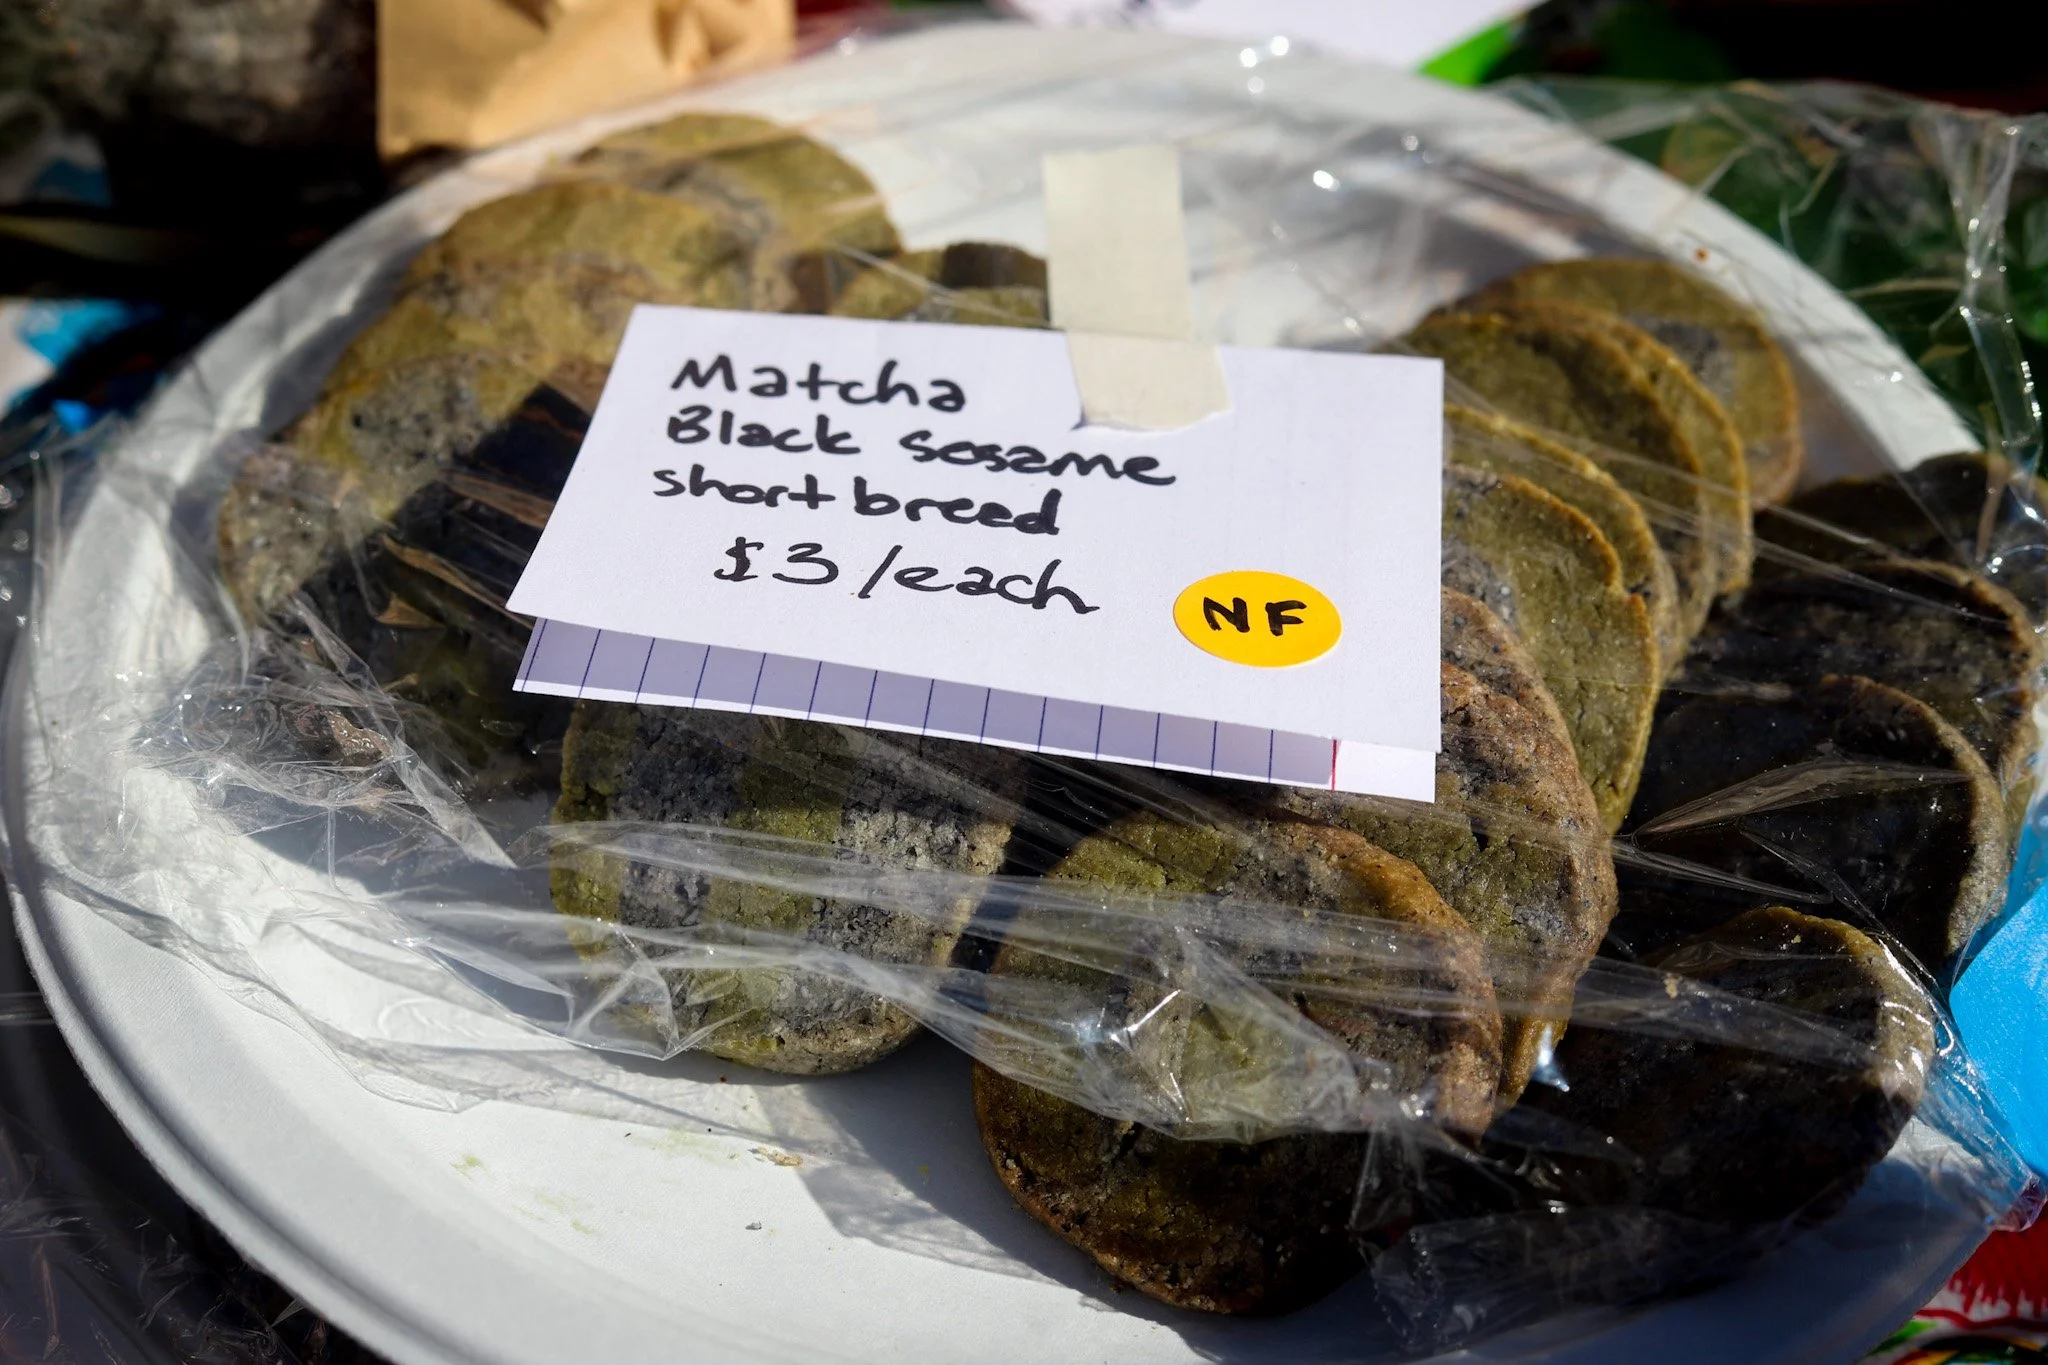 Matcha
Black sesame
short breed
$3/each
NF